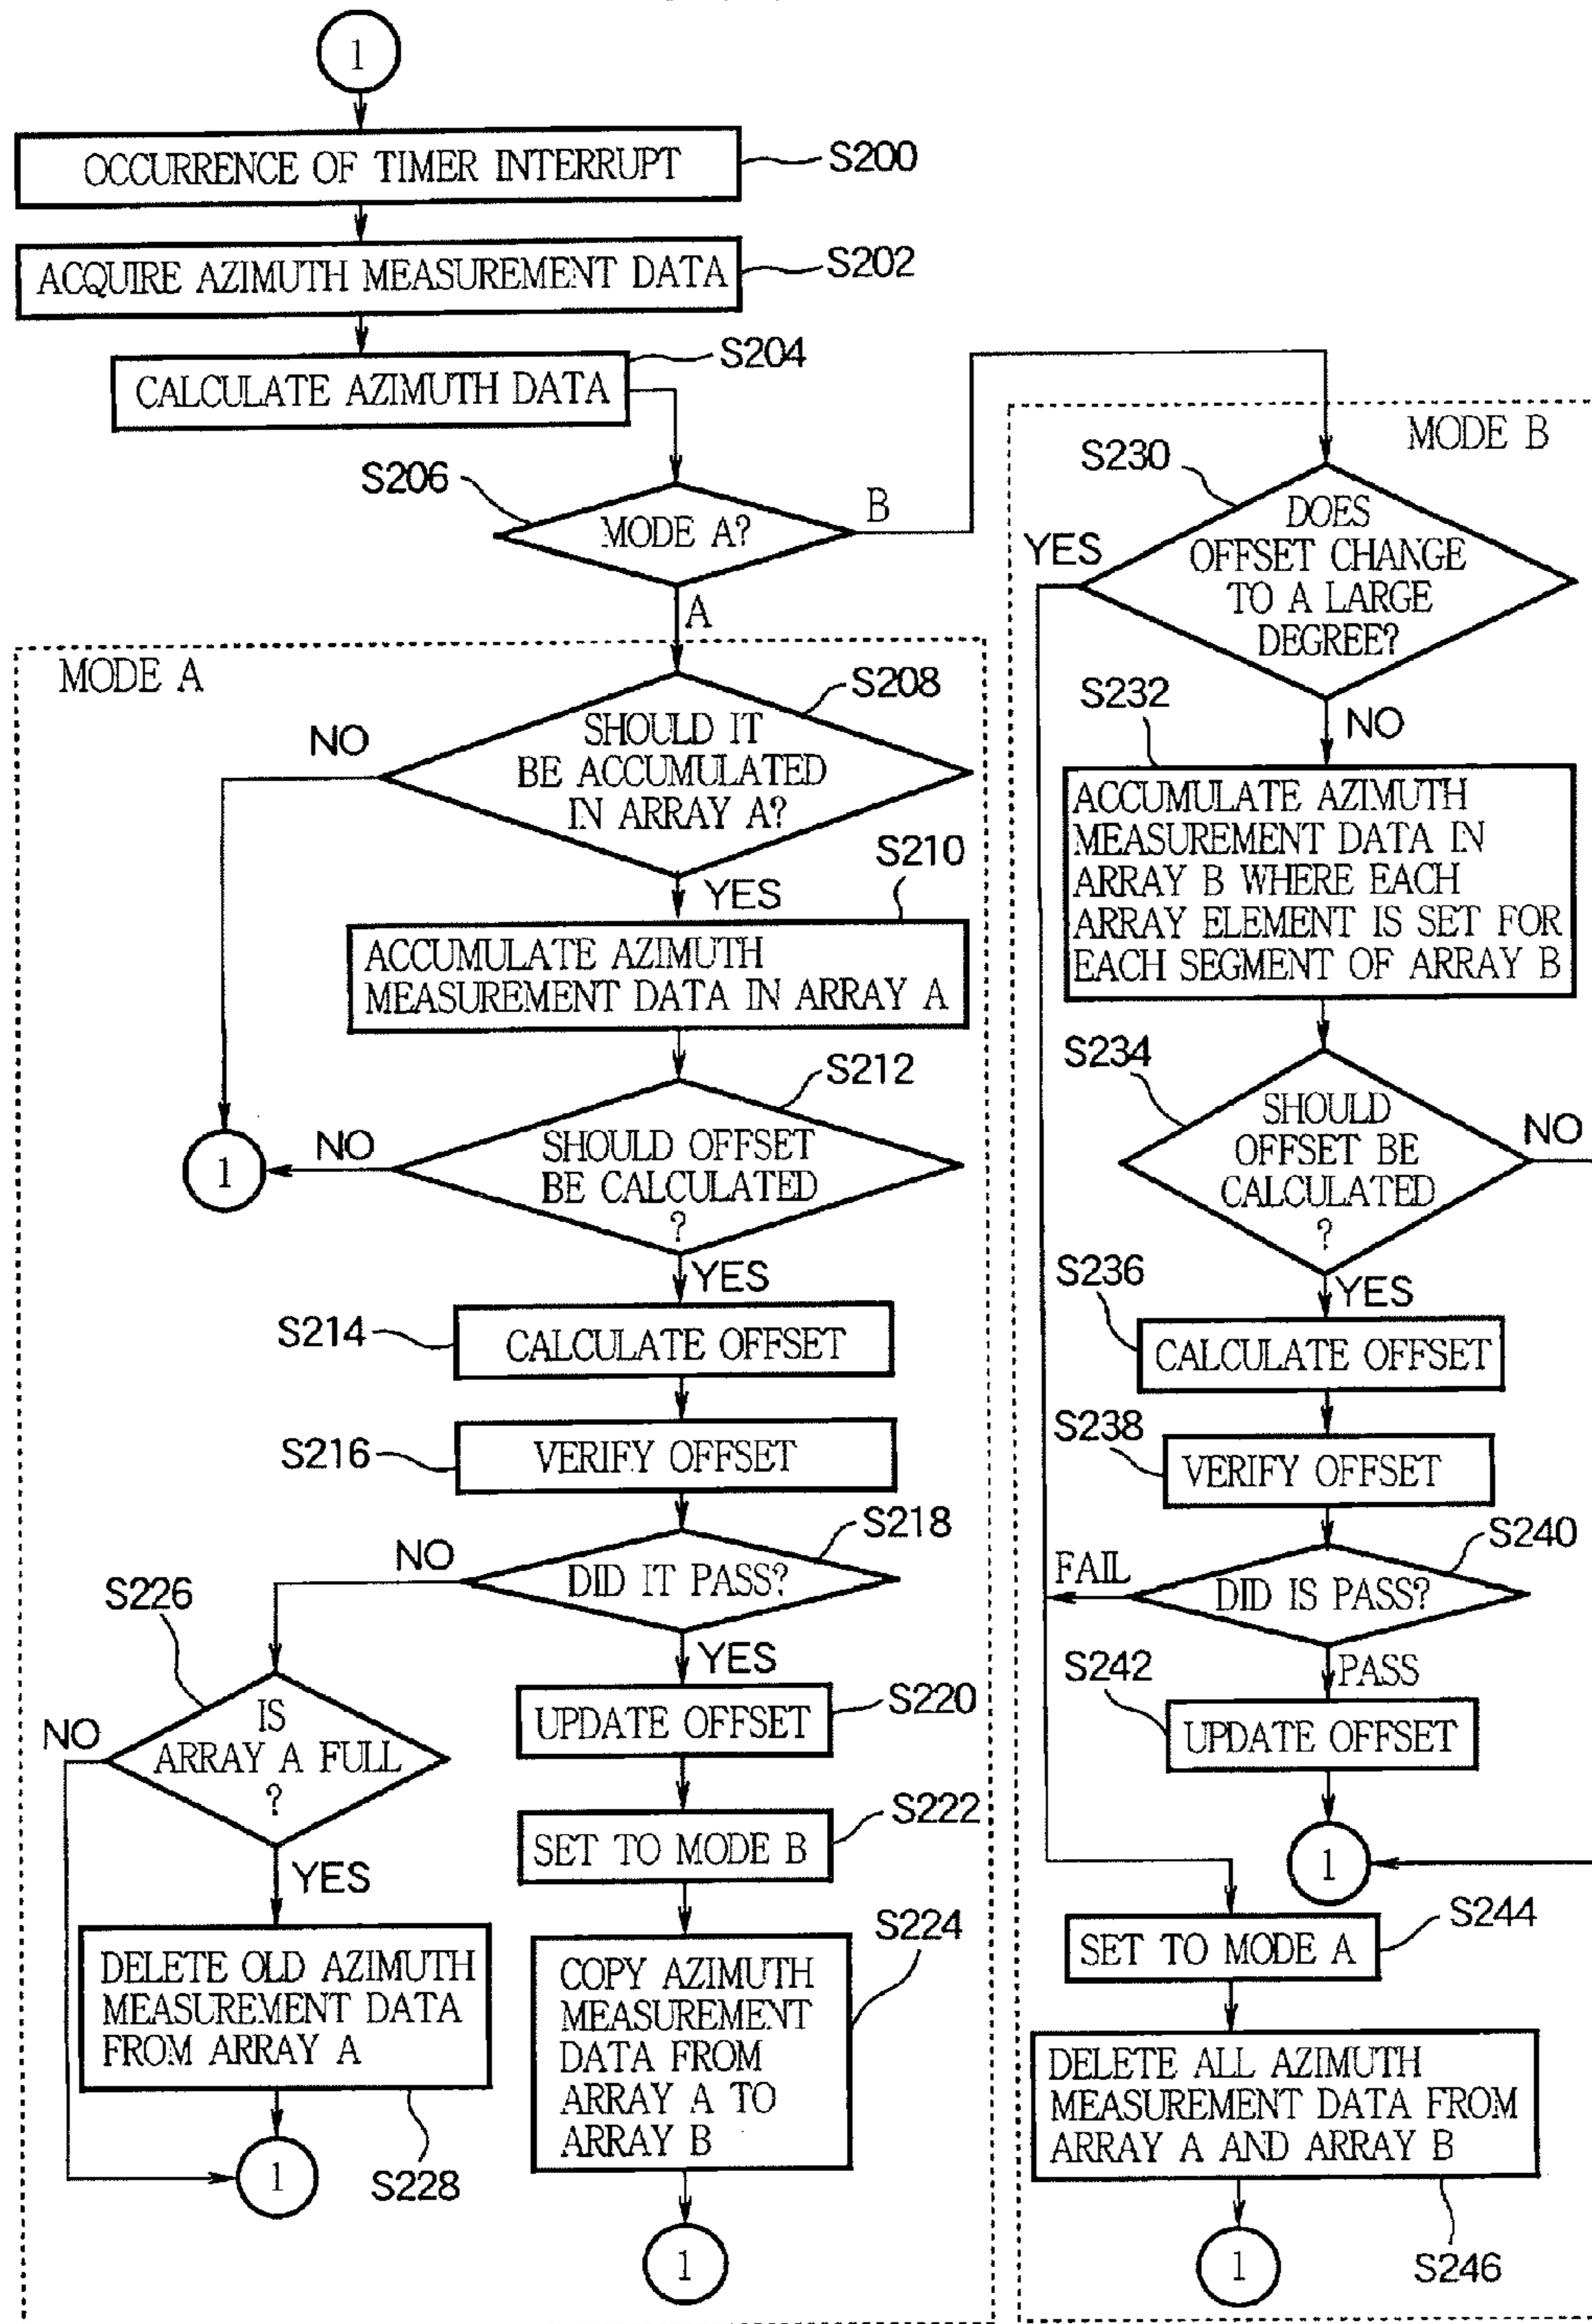 1
OCCURRENCE OF TIMER INTERRUPT
S200
ACQUIRE AZIMUTH MEASUREMENT DATA
S202
CALCULATE AZIMUTH DATA
S204
S206
MODE A?
B
A
MODE A
S208
NO
SHOULD IT
BE ACCUMULATED
IN ARRAY A?
YES
S210
ACCUMULATE AZIMUTH
MEASUREMENT DATA IN ARRAY A
S212
1
NO
SHOULD OFFSET
BE CALCULATED
?
YES
S214
CALCULATE OFFSET
S216
VERIFY OFFSET
S218
NO
DID IT PASS?
YES
S226
NO
IS
ARRAY A FULL
?
YES
DELETE OLD AZIMUTH
MEASUREMENT DATA
FROM ARRAY A
S228
1
UPDATE OFFSET
S220
SET TO MODE B
S222
S224
COPY AZIMUTH
MEASUREMENT
DATA FROM
ARRAY A TO
ARRAY B
1
MODE B
S230
YES
DOES
OFFSET CHANGE
TO A LARGE
DEGREE?
NO
S232
ACCUMULATE AZIMUTH
MEASUREMENT DATA IN
ARRAY B WHERE EACH
ARRAY ELEMENT IS SET FOR
EACH SEGMENT OF ARRAY B
S234
SHOULD
OFFSET BE
CALCULATED
?
NO
YES
S236
CALCULATE OFFSET
S238
VERIFY OFFSET
S240
FAIL
DID IS PASS?
PASS
S242
UPDATE OFFSET
1
S244
SET TO MODE A
DELETE ALL AZIMUTH
MEASUREMENT DATA FROM
ARRAY A AND ARRAY B
S246
1